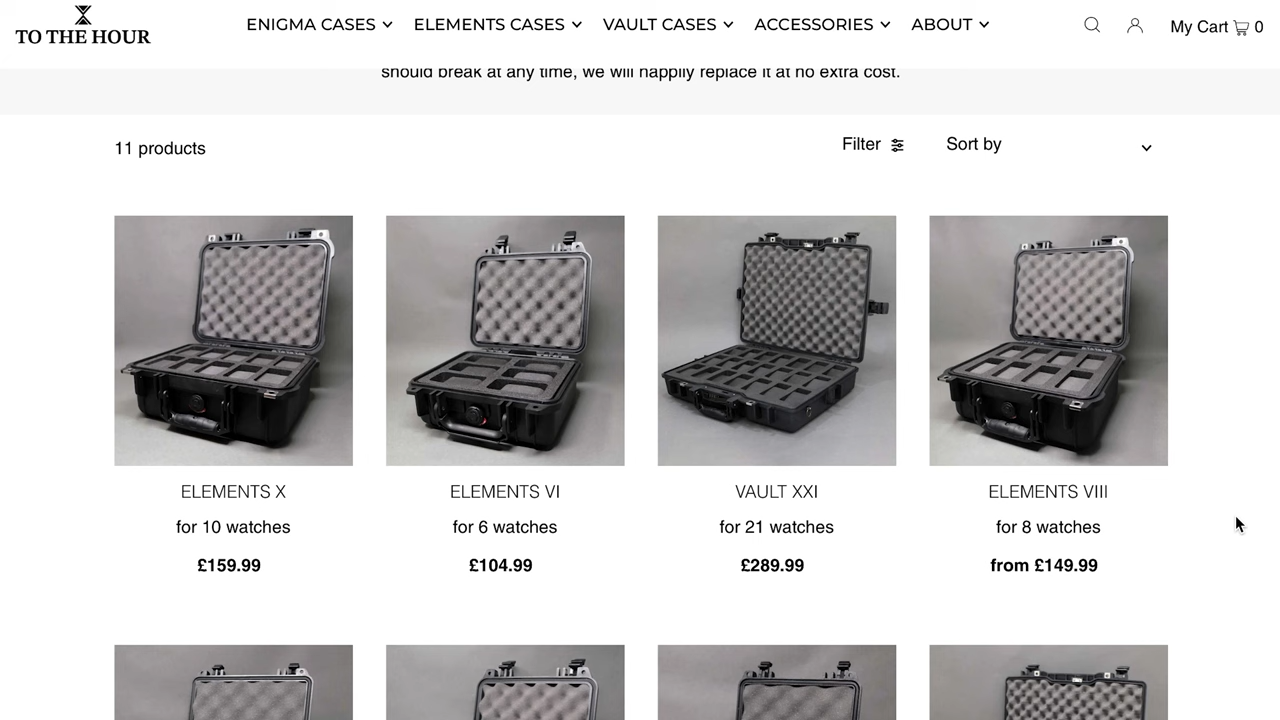 TO THE HOUR
ENIGMA CASES
ELEMENTS CASES
VAULT CASES
ACCESSORIES
ABOUT
My Cart 0
should break at any time, we will happily replace it at no extra cost.
11 products
Filter
Sort by
ELEMENTS X
for 10 watches
£159.99
ELEMENTS VI
for 6 watches
£104.99
VAULT XXI
for 21 watches
£289.99
ELEMENTS VIII
for 8 watches
from £149.99